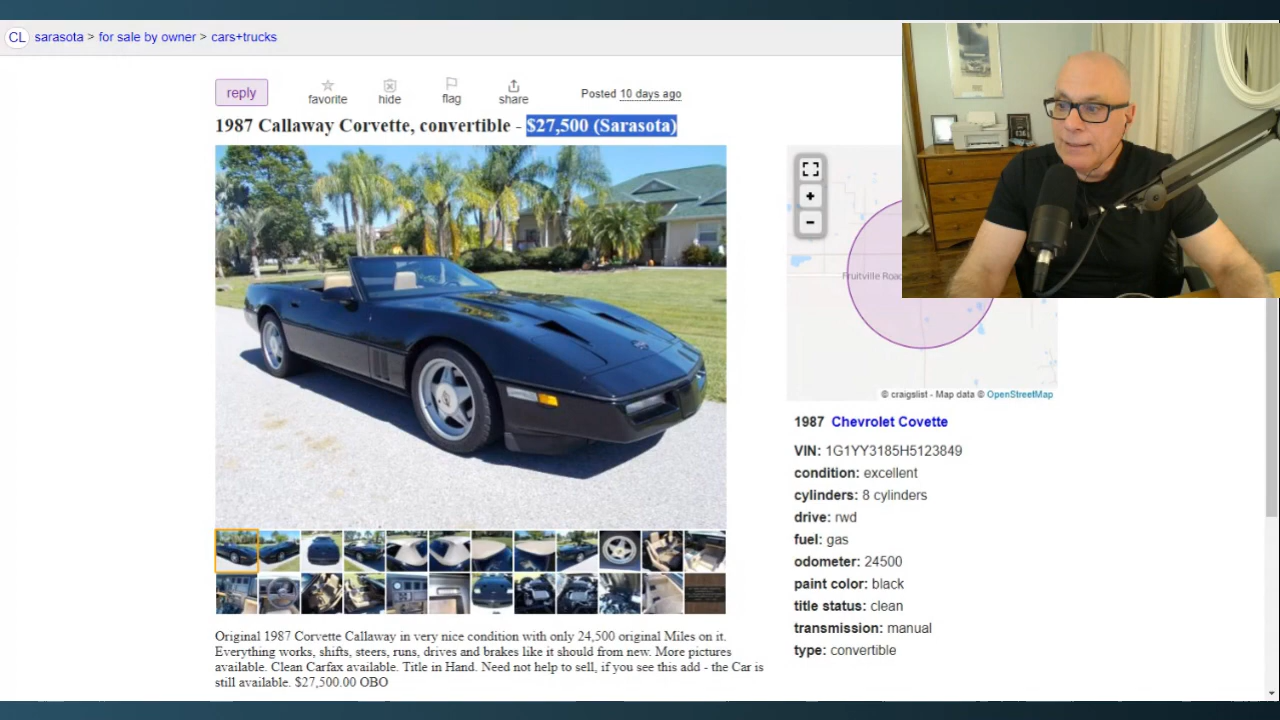 CL sarasota > for sale by owner > cars+trucks
reply
favorite
hide
flag
share
Posted 10 days ago
1987 Callaway Corvette, convertible - $27,500 (Sarasota)
+
-
Fruitville Road
© craigslist - Map data © OpenStreetMap
1987 Chevrolet Covette
VIN: 1G1YY3185H5123849
condition: excellent
cylinders: 8 cylinders
drive: rwd
fuel: gas
odometer: 24500
paint color: black
title status: clean
transmission: manual
type: convertible
Original 1987 Corvette Callaway in very nice condition with only 24,500 original Miles on it.
Everything works, shifts, steers, runs, drives and brakes like it should from new. More pictures
available. Clean Carfax available. Title in Hand. Need not help to sell, if you see this add - the Car is
still available. $27,500.00 OBO